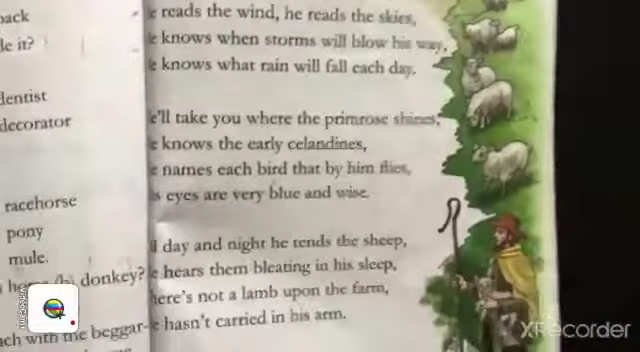 back
le it?
dentist
decorator
racehorse
pony
mule.
donkey?
ach with the beggar-
e reads the wind, he reads the skies,
e knows when storms will blow his way,
e knows what rain will fall each day.
e'll take you where the primrose shines,
e knows the early celandines,
e names each bird that by him flies,
is eyes are very blue and wise.
ll day and night he tends the sheep,
e hears them bleating in his sleep,
here's not a lamb upon the farm,
e hasn't carried in his arm.
XRecorder